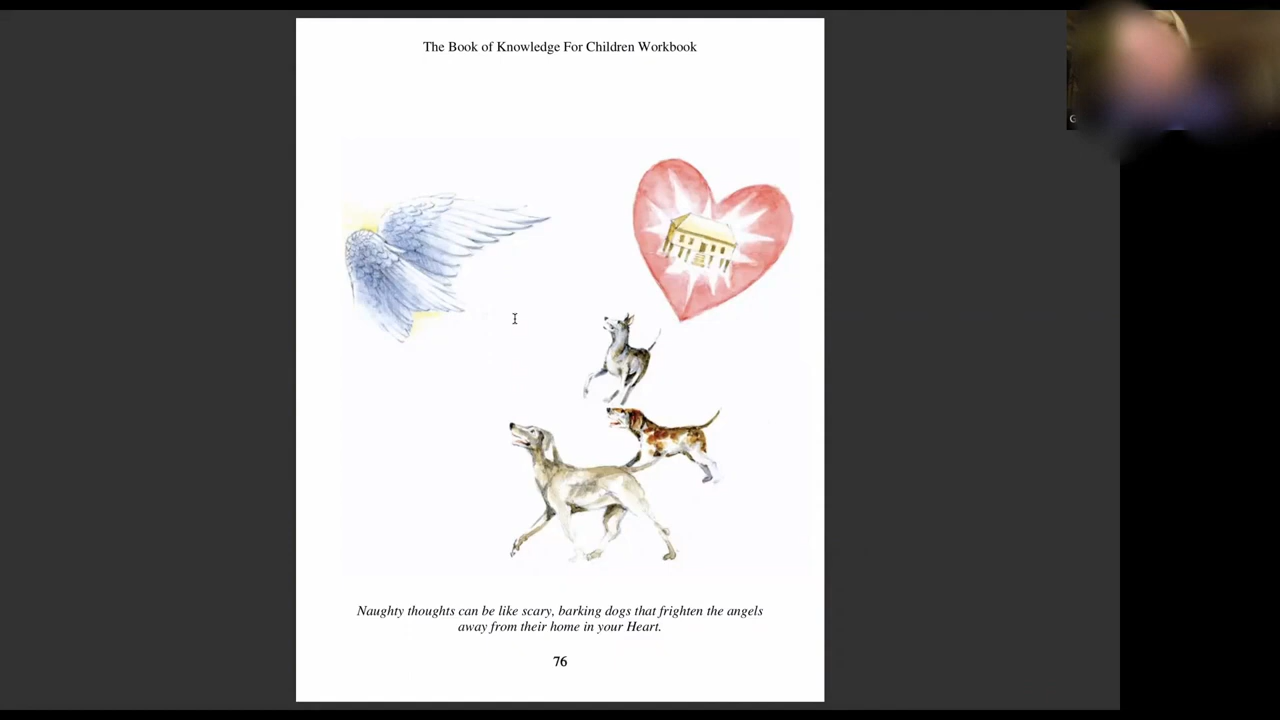 The Book of Knowledge For Children Workbook
Naughty thoughts can be like scary, barking dogs that frighten the angels
away from their home in your Heart.
76